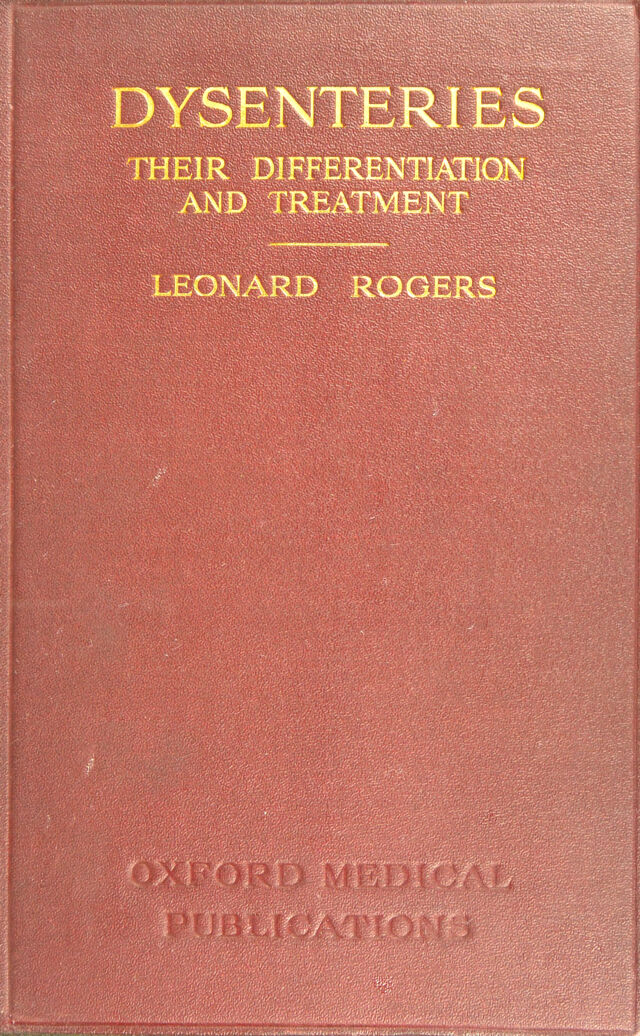 DYSENTERIES
THEIR DIFFERENTIATION
AND TREATMENT
LEONARD ROGERS
OXFORD MEDICAL
PUBLICATIONS